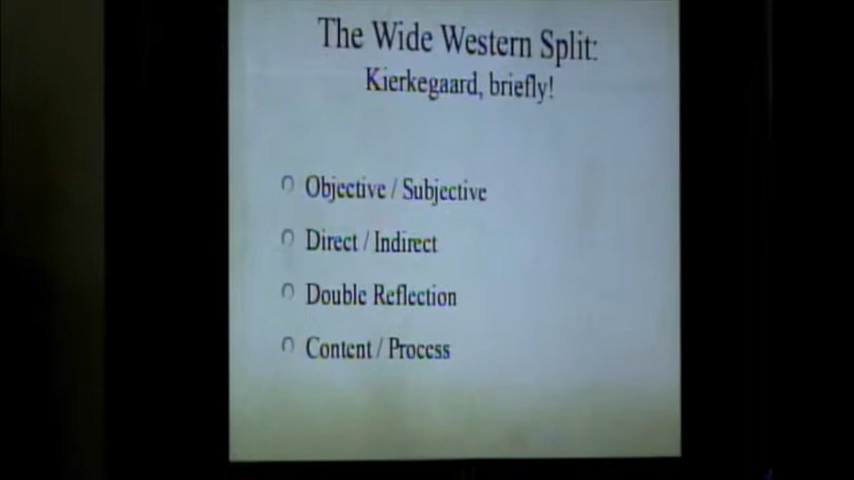 The Wide Western Split:
Kierkegaard, briefly!
Objective / Subjective
Direct / Indirect
Double Reflection
Content / Process